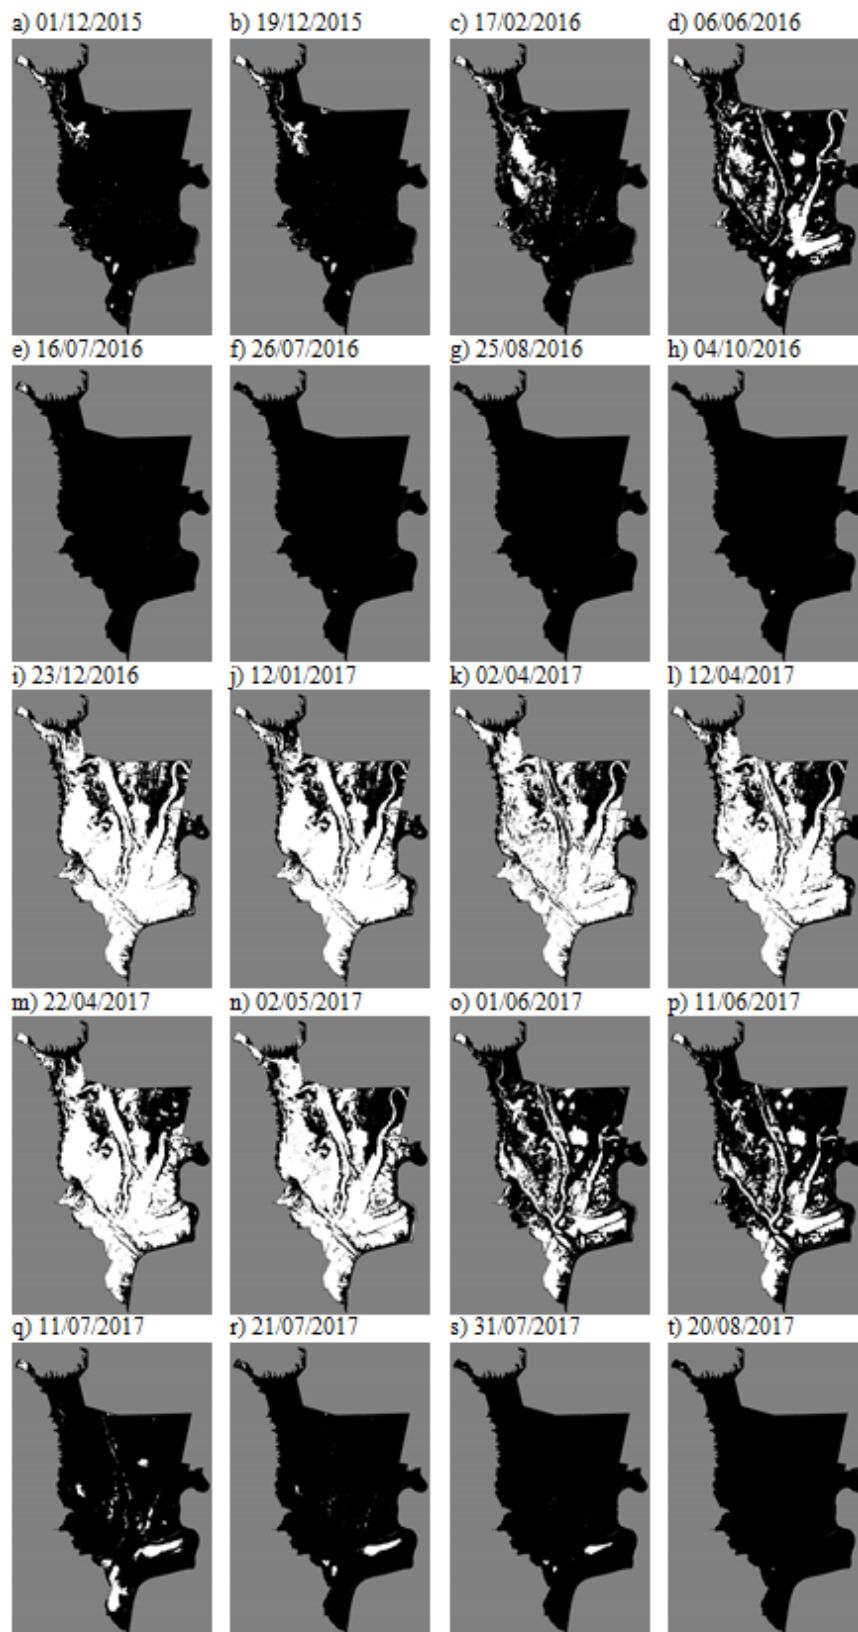 a) 01/12/2015 b) 19/12/2015 c) 17/02/2016 d) 06/06/2016
e) 16/07/2016 f) 26/07/2016 g) 25/08/2016 h) 04/10/2016
i) 23/12/2016 j) 12/01/2017 k) 02/04/2017 l) 12/04/2017
m) 22/04/2017 n) 02/05/2017 o) 01/06/2017 p) 11/06/2017
q) 11/07/2017 r) 21/07/2017 s) 31/07/2017 t) 20/08/2017